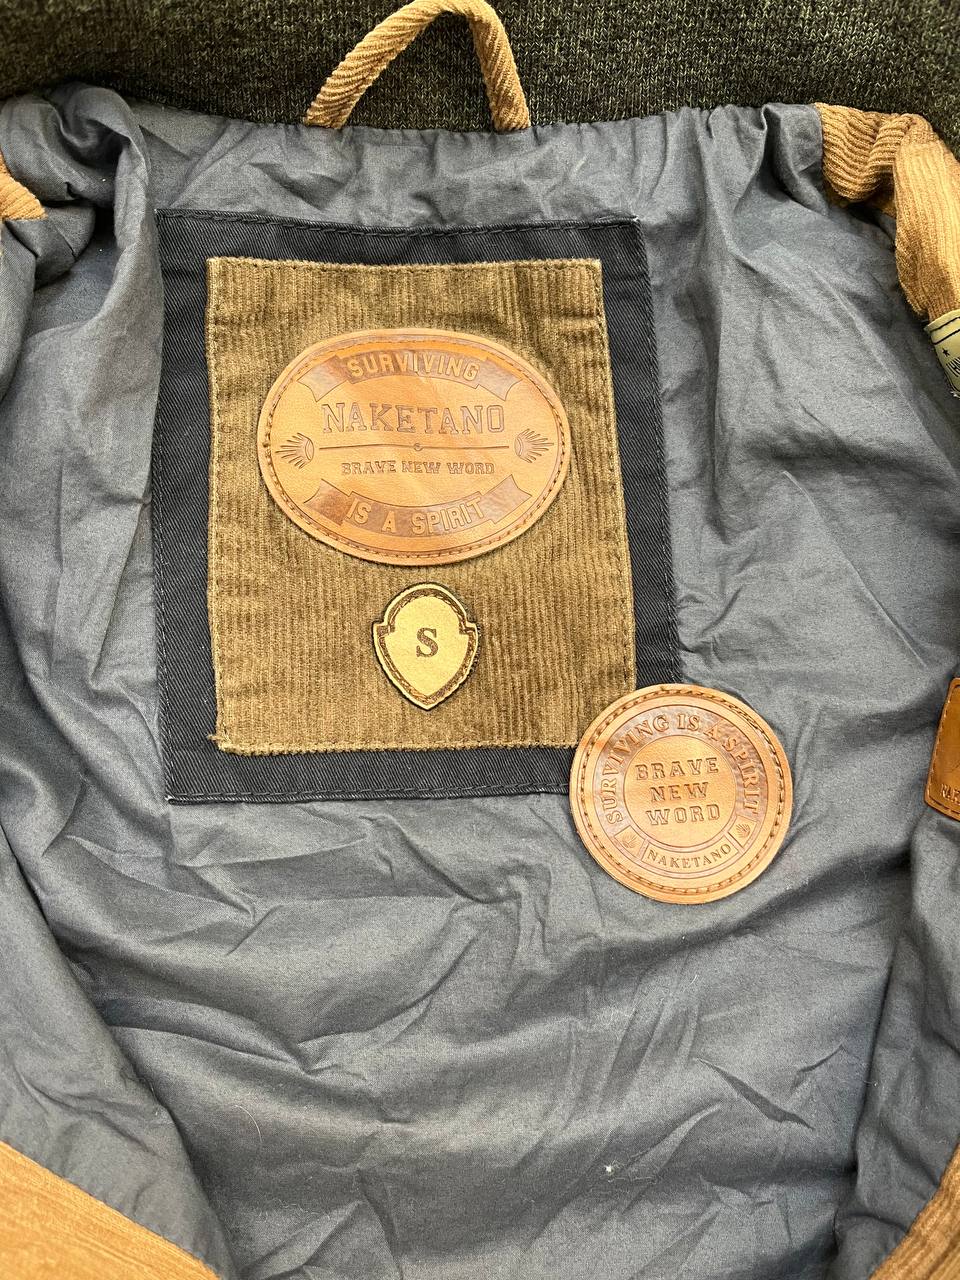 SURVIVING
NAKETANO
BRAVE NEW WORD
IS A SPIRIT
S
SURVIVING IS A SPIRIT
BRAVE
NEW
WORD
NAKETANO